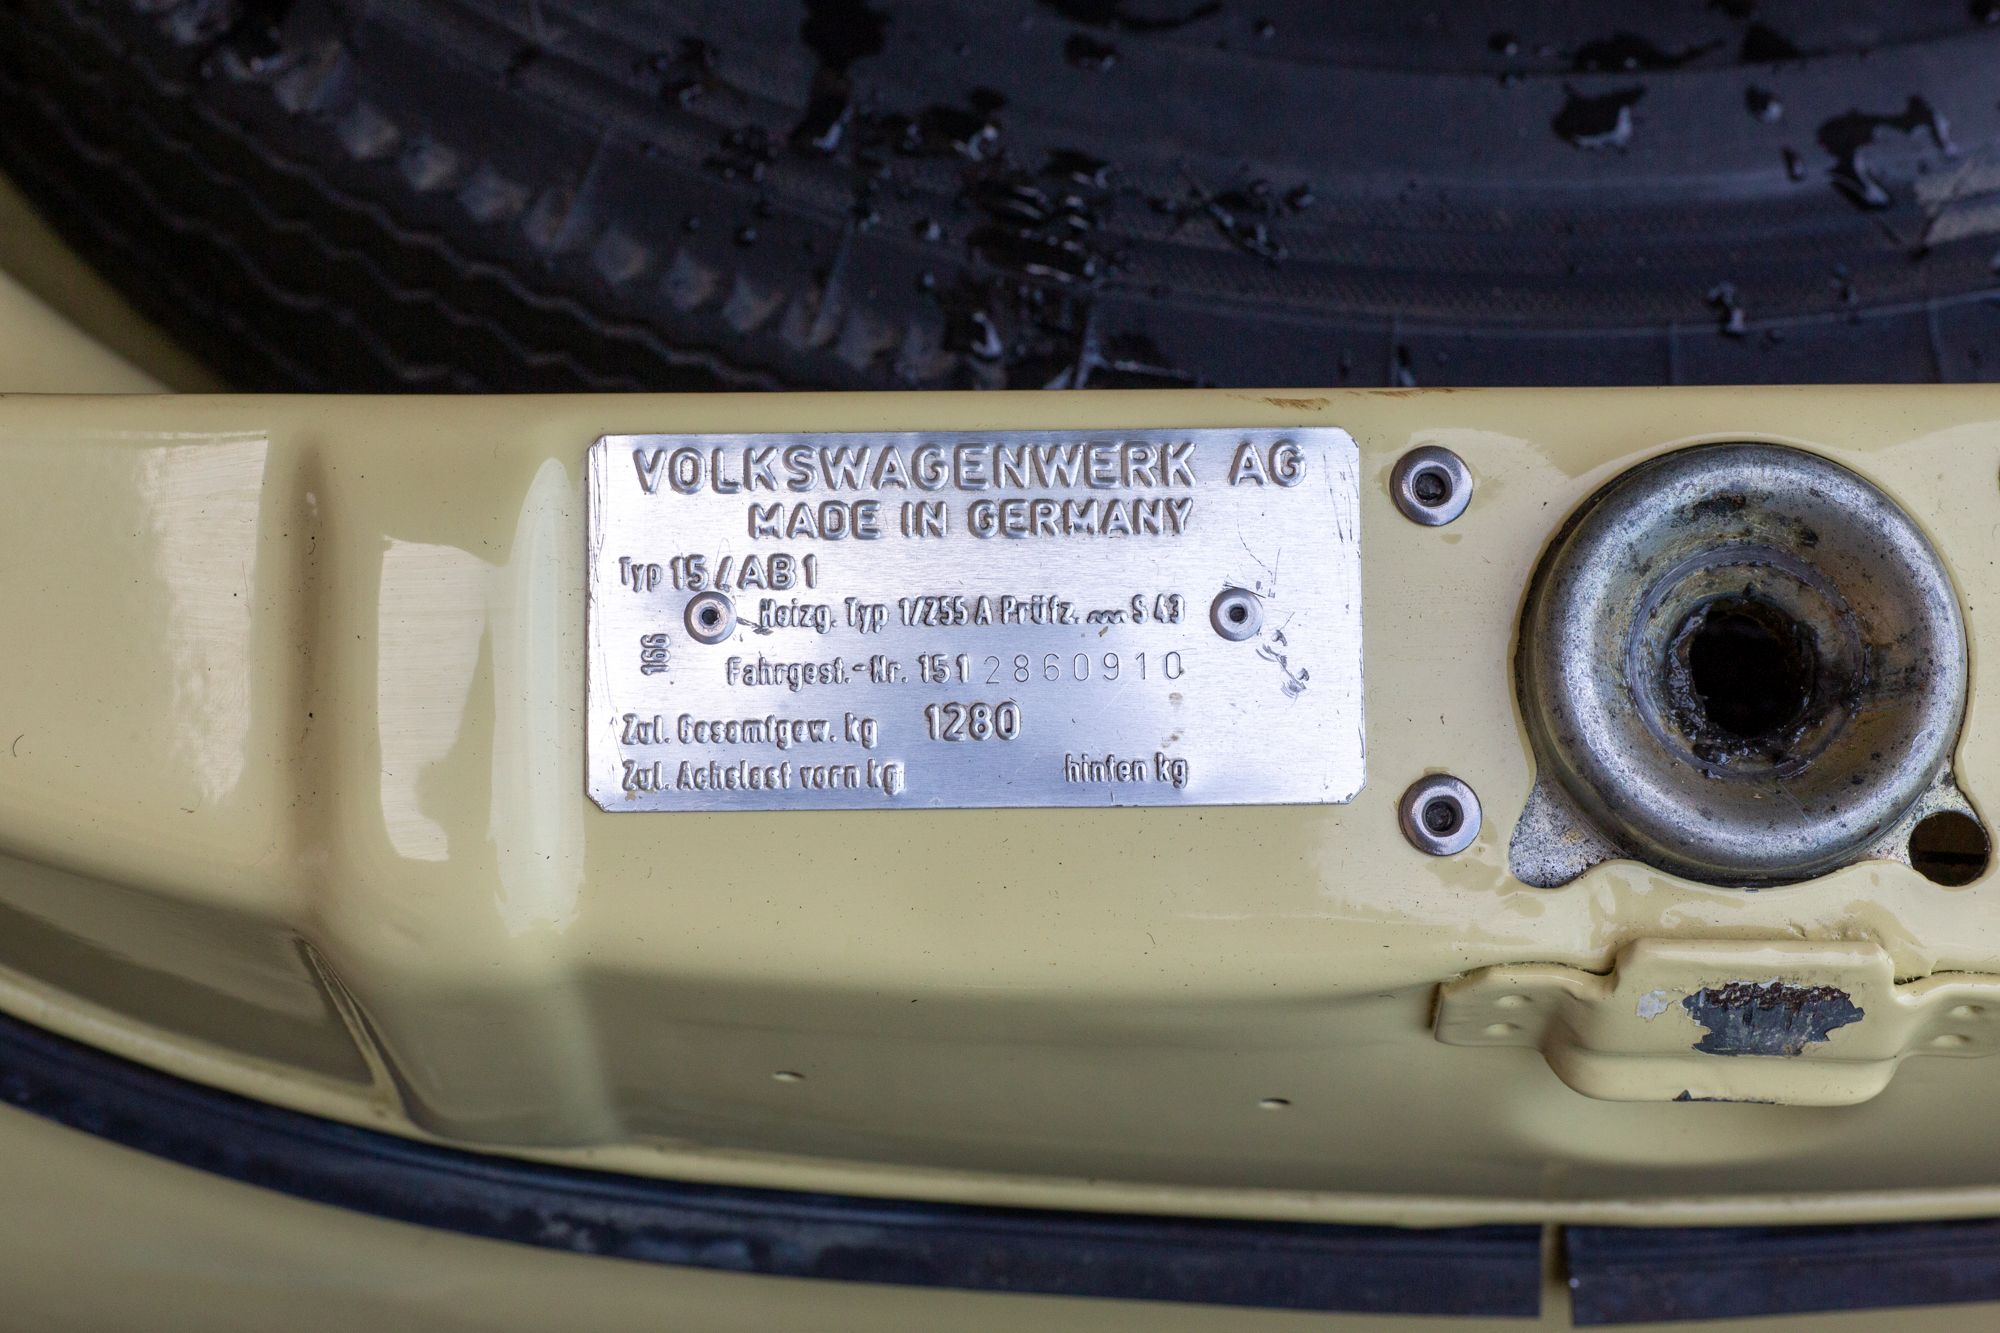 VOLKSWAGENWERK AG
MADE IN GERMANY
Typ 15/AB1
Heizg. Typ 1/255 A Prüfz. ~~~ S 43
166
Fahrgest.-Nr. 151 2860910
Zul. Gesamtgew. kg 1280
Zul. Achslast vorn kg hinten kg